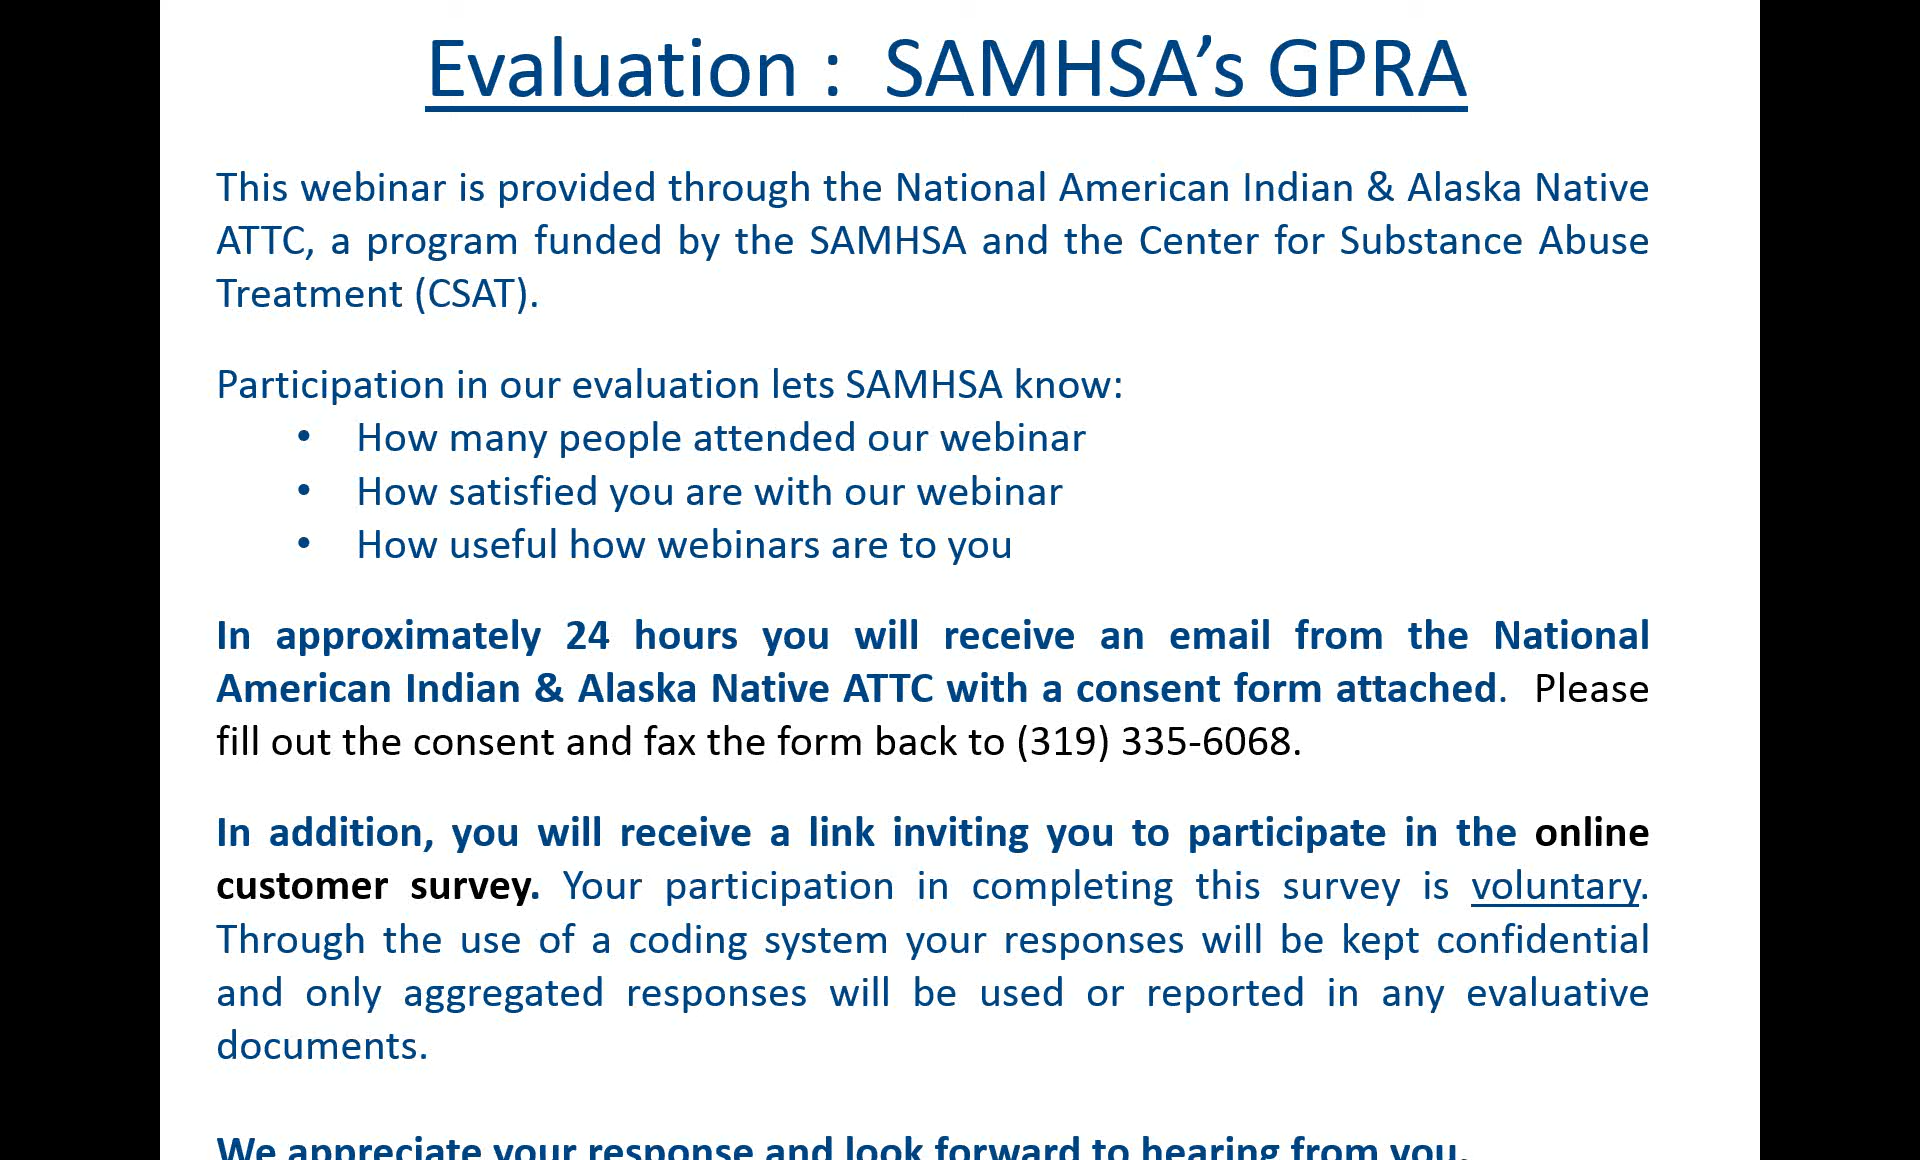 Evaluation : SAMHSA’s GPRA
This webinar is provided through the National American Indian & Alaska Native
ATTC, a program funded by the SAMHSA and the Center for Substance Abuse
Treatment (CSAT).
Participation in our evaluation lets SAMHSA know:
• How many people attended our webinar
• How satisfied you are with our webinar
• How useful how webinars are to you
In approximately 24 hours you will receive an email from the National
American Indian & Alaska Native ATTC with a consent form attached. Please
fill out the consent and fax the form back to (319) 335-6068.
In addition, you will receive a link inviting you to participate in the online
customer survey. Your participation in completing this survey is voluntary.
Through the use of a coding system your responses will be kept confidential
and only aggregated responses will be used or reported in any evaluative
documents.
We appreciate your response and look forward to hearing from you.